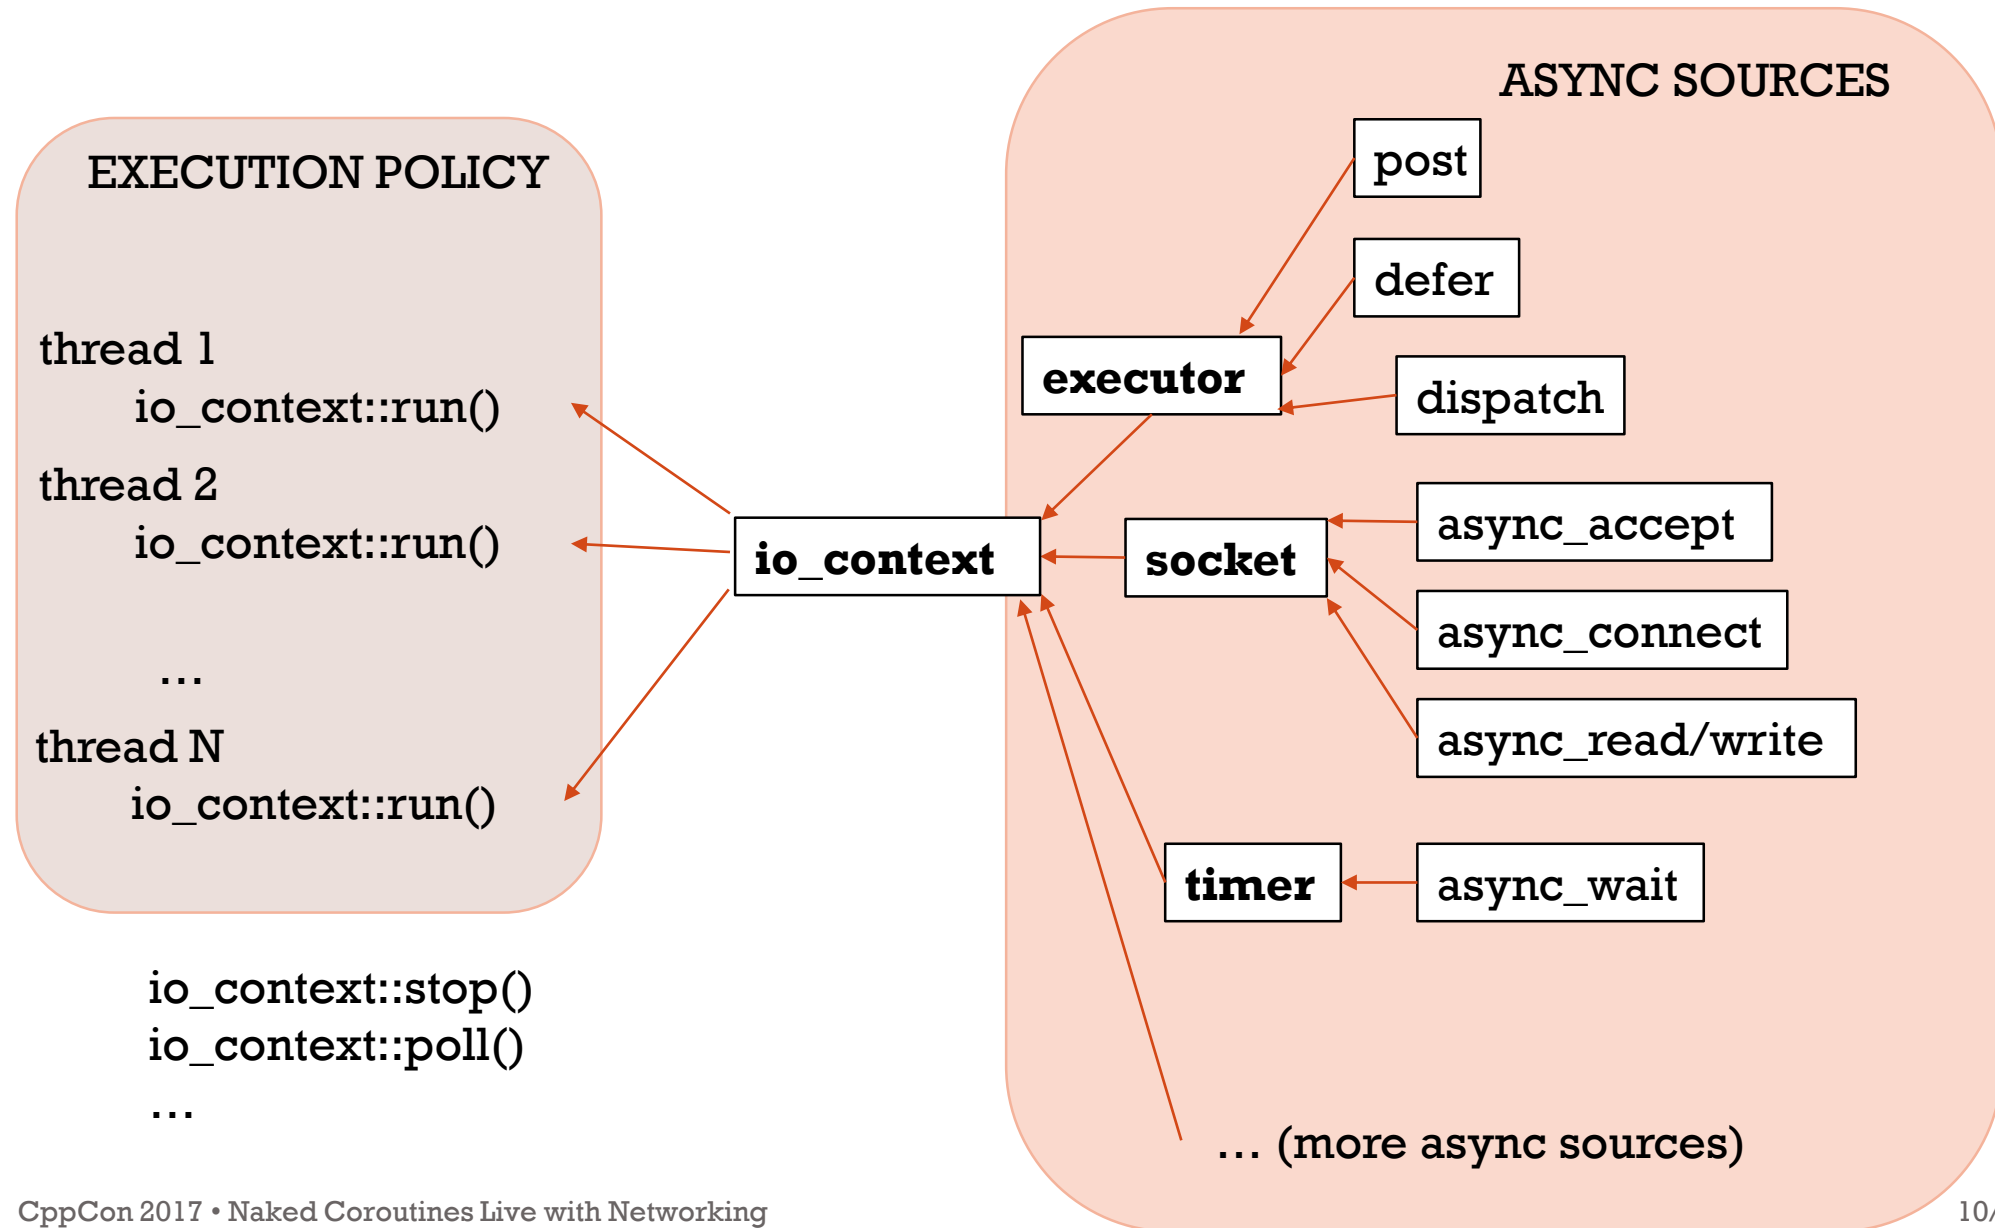 EXECUTION POLICY
thread 1
io_context::run()
thread 2
io_context::run()
...
thread N
io_context::run()
io_context::stop()
io_context::poll()
...
io_context
ASYNC SOURCES
post
defer
executor
dispatch
async_accept
socket
async_connect
async_read/write
timer
async_wait
... (more async sources)
CppCon 2017 • Naked Coroutines Live with Networking
10/